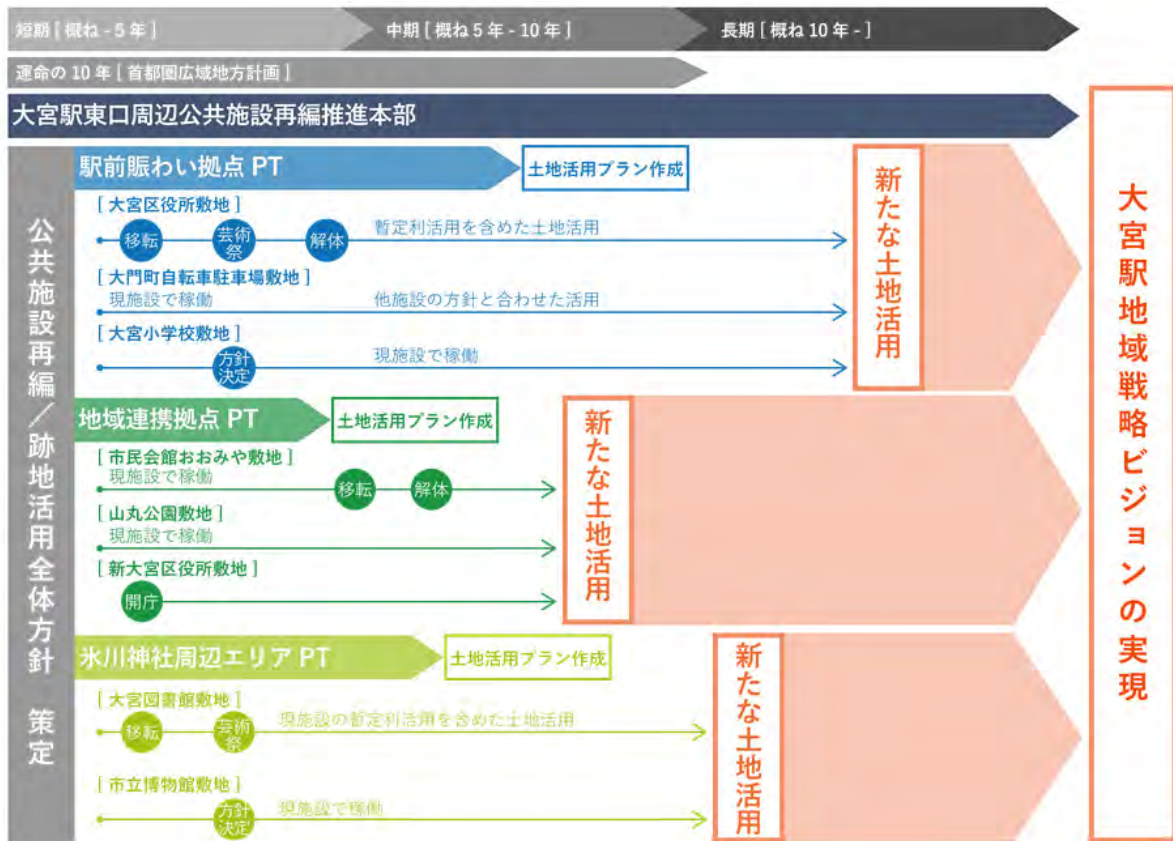 短期 [ 概ね - 5 年 ]
中期 [ 概ね 5 年 - 10 年 ]
長期 [ 概ね 10 年 - ]
運命の 10 年 [ 首都圏広域地方計画 ]
大宮駅東口周辺公共施設再編推進本部
公共施設再編／跡地活用全体方針　策定
駅前賑わい拠点 PT
土地活用プラン作成
[ 大宮区役所敷地 ]
移転
芸術祭
解体
暫定利活用を含めた土地活用
[ 大門町自転車駐車場敷地 ]
現施設で稼働
他施設の方針と合わせた活用
[ 大宮小学校敷地 ]
方針決定
現施設で稼働
新たな土地活用
地域連携拠点 PT
土地活用プラン作成
[ 市民会館おおみや敷地 ]
現施設で稼働
移転
解体
[ 山丸公園敷地 ]
現施設で稼働
[ 新大宮区役所敷地 ]
開庁
新たな土地活用
氷川神社周辺エリア PT
土地活用プラン作成
[ 大宮図書館敷地 ]
移転
芸術祭
現施設の暫定利活用を含めた土地活用
[ 市立博物館敷地 ]
方針決定
現施設で稼働
新たな土地活用
大宮駅地域戦略ビジョンの実現